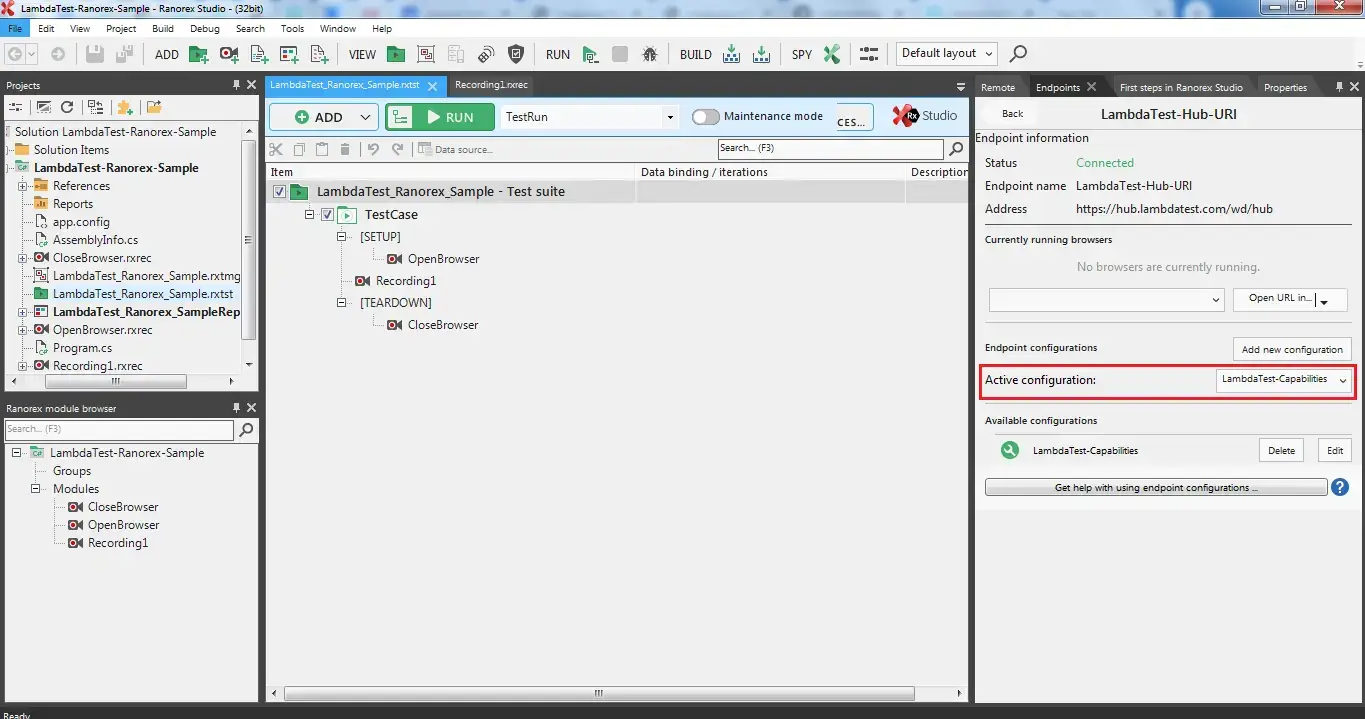 LambdaTest-Ranorex-Sample - Ranorex Studio - (32bit)
File Edit View Project Build Debug Search Tools Window Help
ADD VIEW RUN BUILD SPY Default layout
Projects
Solution LambdaTest-Ranorex-Sample
Solution Items
LambdaTest-Ranorex-Sample
References
Reports
app.config
AssemblyInfo.cs
CloseBrowser.rxrec
LambdaTest_Ranorex_Sample.rxtmg
LambdaTest_Ranorex_Sample.rxtst
LambdaTest_Ranorex_SampleRep
OpenBrowser.rxrec
Program.cs
Recording1.rxrec
Ranorex module browser
Search... (F3)
LambdaTest-Ranorex-Sample
Groups
Modules
CloseBrowser
OpenBrowser
Recording1
LambdaTest_Ranorex_Sample.rxtst Recording1.rxrec
ADD RUN TestRun Maintenance mode CES... Rx Studio
Data source... Search... (F3)
Item Data binding / iterations Description
LambdaTest_Ranorex_Sample - Test suite
TestCase
[SETUP]
OpenBrowser
Recording1
[TEARDOWN]
CloseBrowser
Remote Endpoints First steps in Ranorex Studio Properties
Back LambdaTest-Hub-URI
Endpoint information
Status Connected
Endpoint name LambdaTest-Hub-URI
Address https://hub.lambdatest.com/wd/hub
Currently running browsers
No browsers are currently running.
Open URL in...
Endpoint configurations Add new configuration
Active configuration: LambdaTest-Capabilities
Available configurations
LambdaTest-Capabilities Delete Edit
Get help with using endpoint configurations ... ?
Ready